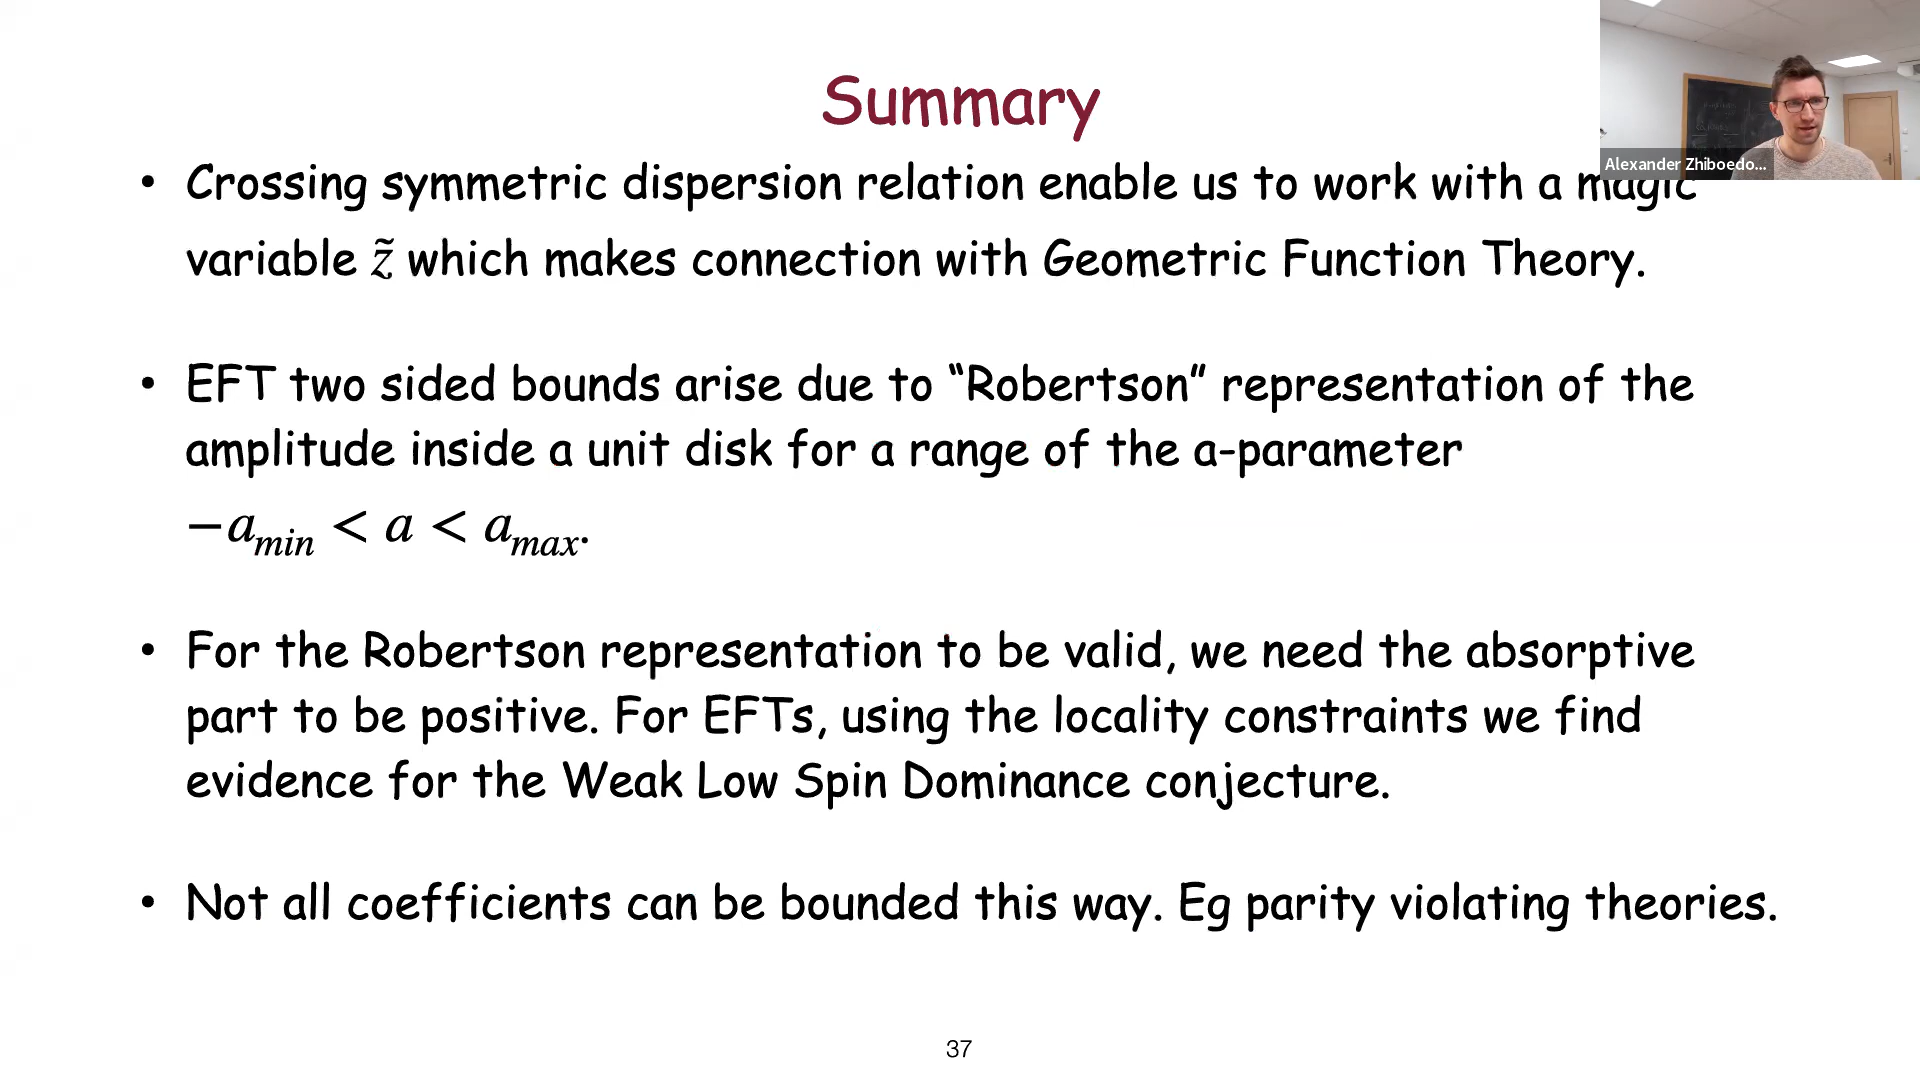 Summary
Alexander Zhiboedo...
• Crossing symmetric dispersion relation enable us to work with a magic
variable z̃ which makes connection with Geometric Function Theory.
• EFT two sided bounds arise due to “Robertson” representation of the
amplitude inside a unit disk for a range of the a-parameter
−a_min < a < a_max.
• For the Robertson representation to be valid, we need the absorptive
part to be positive. For EFTs, using the locality constraints we find
evidence for the Weak Low Spin Dominance conjecture.
• Not all coefficients can be bounded this way. Eg parity violating theories.
37